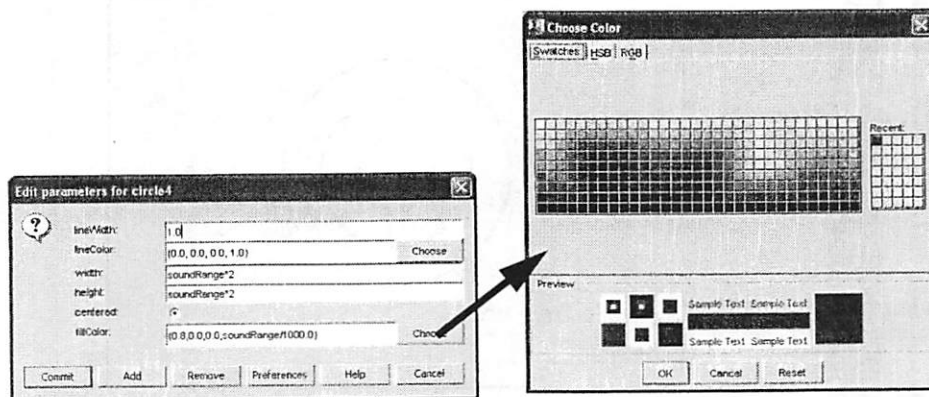 Edit parameters for circle4
lineWidth: 1.0
lineColor: (0.0, 0.0, 0.0, 1.0) Choose
width: soundRange*2
height: soundRange*2
centered:
fillColor: (0.8,0.0,0.0,soundRange/1000.0) Choose
Commit Add Remove Preferences Help Cancel
Choose Color
Swatches HSB RGB
Recent:
Preview
Sample Text Sample Text
Sample Text Sample Text
OK Cancel Reset